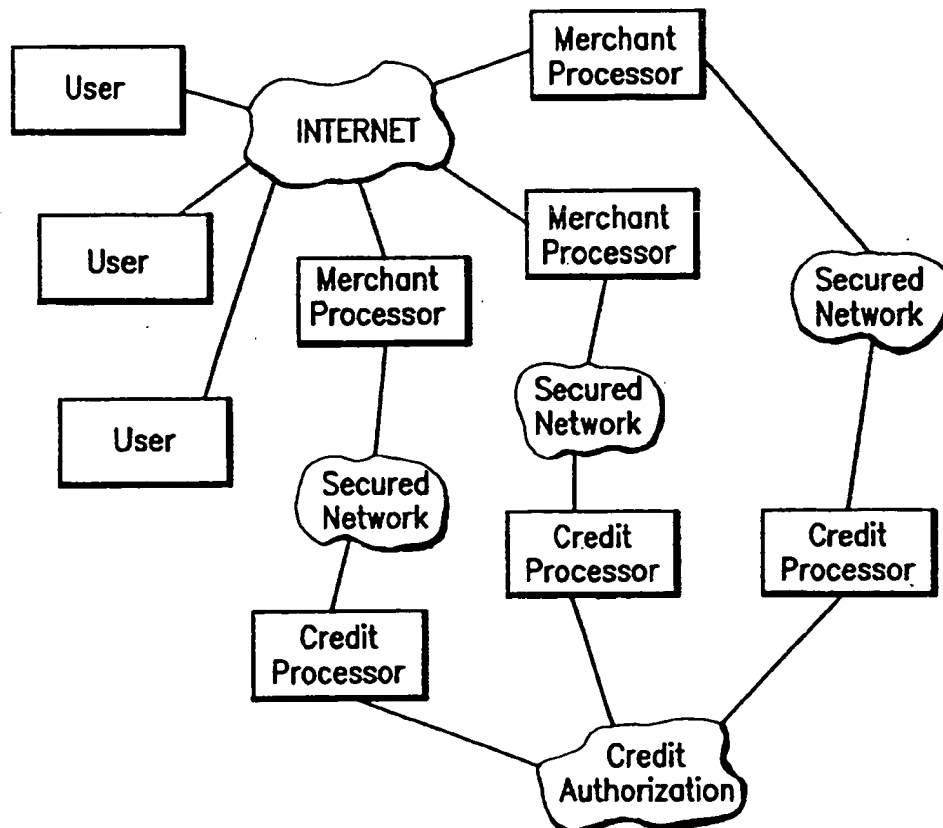 Merchant
Processor
User
INTERNET
Merchant
Processor
User
Merchant
Processor
Secured
Network
Secured
Network
User
Secured
Network
Credit
Processor
Credit
Processor
Credit
Processor
Credit
Authorization